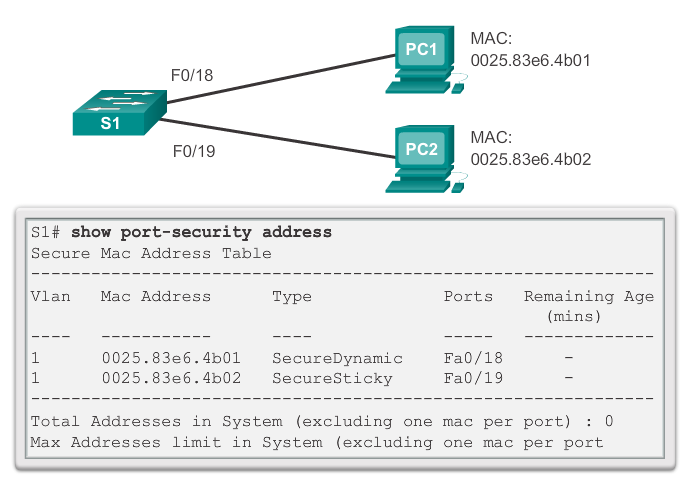 PC1
MAC:
0025.83e6.4b01
F0/18
S1
F0/19
PC2
MAC:
0025.83e6.4b02
S1# show port-security address
Secure Mac Address Table
----------------------------------------------------------------
Vlan Mac Address Type Ports Remaining Age
(mins)
---- ----------- ---- ----- -------------
1 0025.83e6.4b01 SecureDynamic Fa0/18 -
1 0025.83e6.4b02 SecureSticky Fa0/19 -
----------------------------------------------------------------
Total Addresses in System (excluding one mac per port) : 0
Max Addresses limit in System (excluding one mac per port